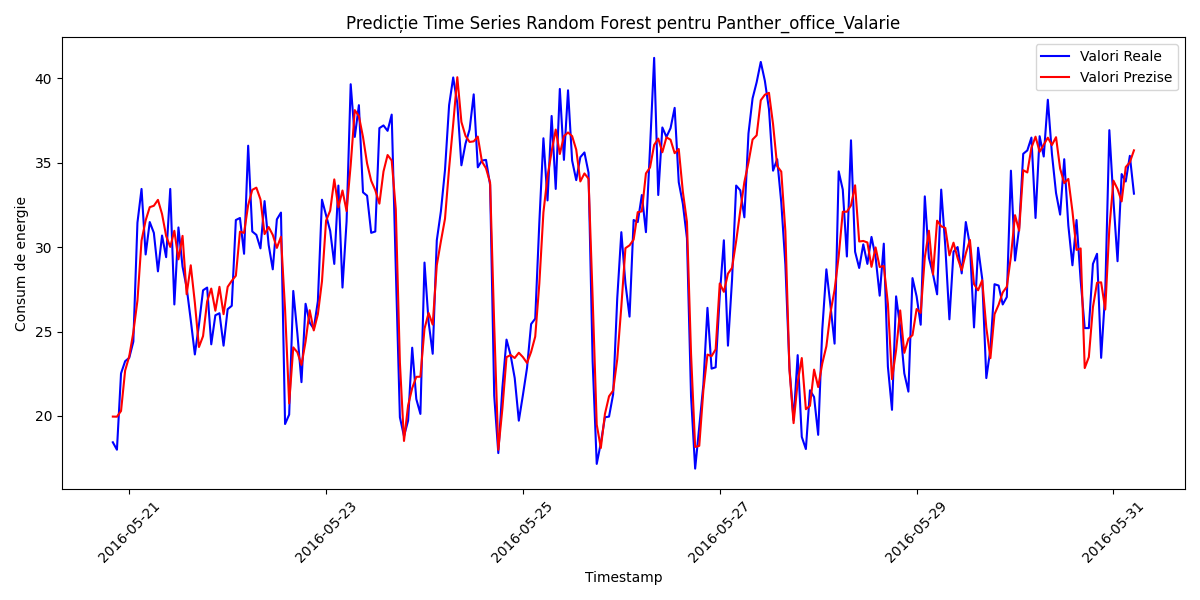 Predicție Time Series Random Forest pentru Panther_office_Valarie
Valori Reale
Valori Prezise
Consum de energie
40
35
30
25
20
2016-05-21
2016-05-23
2016-05-25
2016-05-27
2016-05-29
2016-05-31
Timestamp